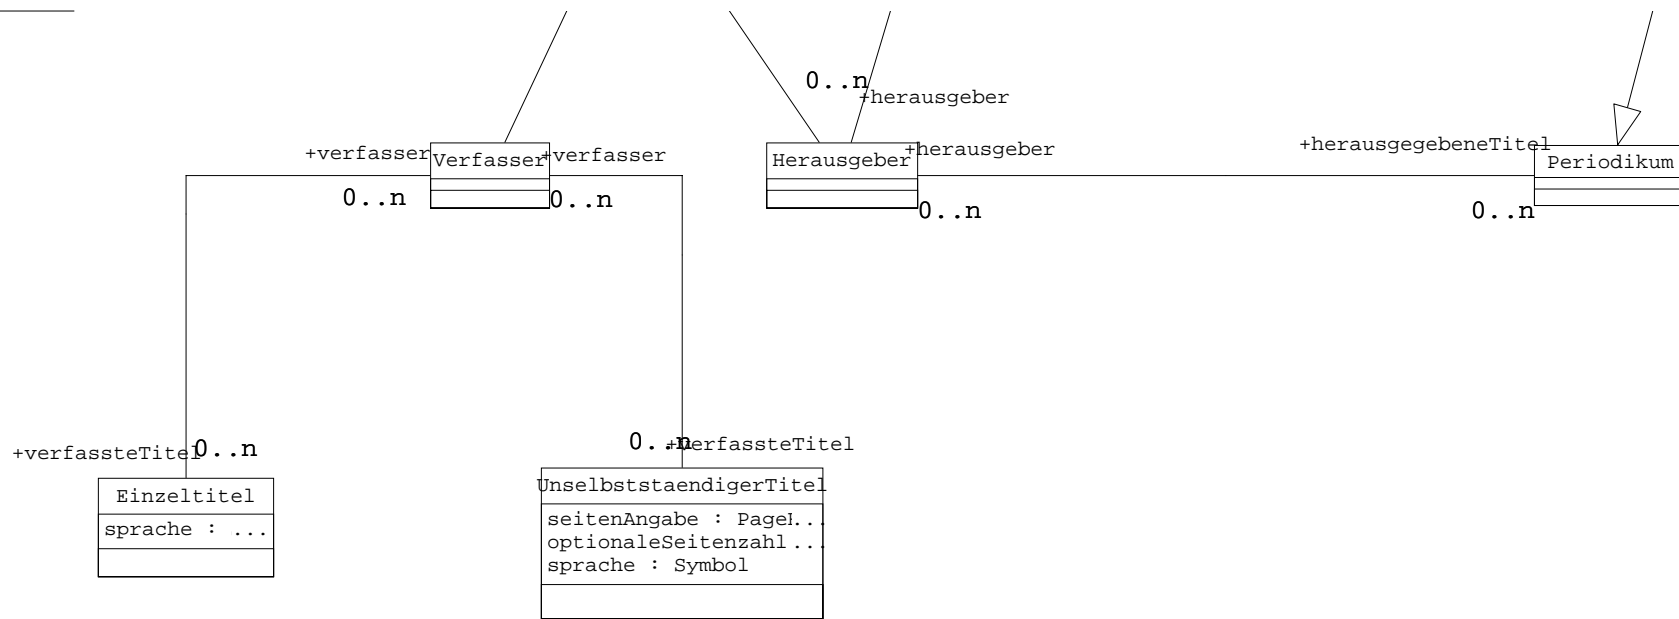 0..n
+herausgeber
+verfasser
Verfasser
+verfasser
Herausgeber
+herausgeber
+herausgegebeneTitel
Periodikum
0..n
0..n
0..n
0..n
+verfassteTitel
0..n
0..n
+verfassteTitel
Einzeltitel
sprache : ...
UnselbststaendigerTitel
seitenAngabe : PageI...
optionaleSeitenzahl ...
sprache : Symbol